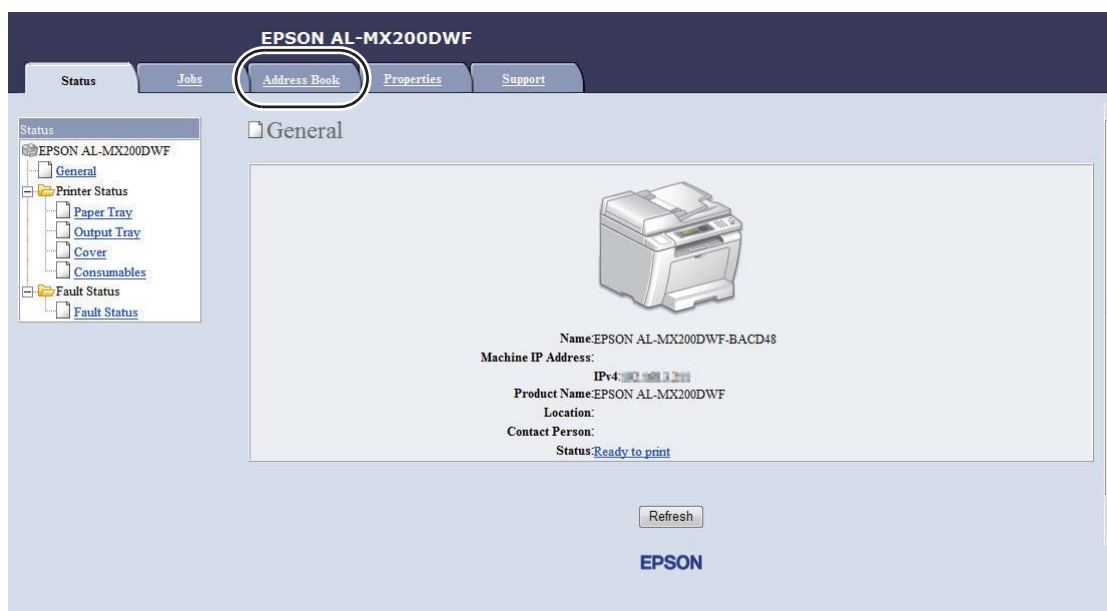 EPSON AL-MX200DWF
Status Jobs Address Book Properties Support
Status
EPSON AL-MX200DWF
General
Printer Status
Paper Tray
Output Tray
Cover
Consumables
Fault Status
Fault Status
General
Name:EPSON AL-MX200DWF-BACD48
Machine IP Address:
IPv4:
Product Name:EPSON AL-MX200DWF
Location:
Contact Person:
Status:Ready to print
Refresh
EPSON